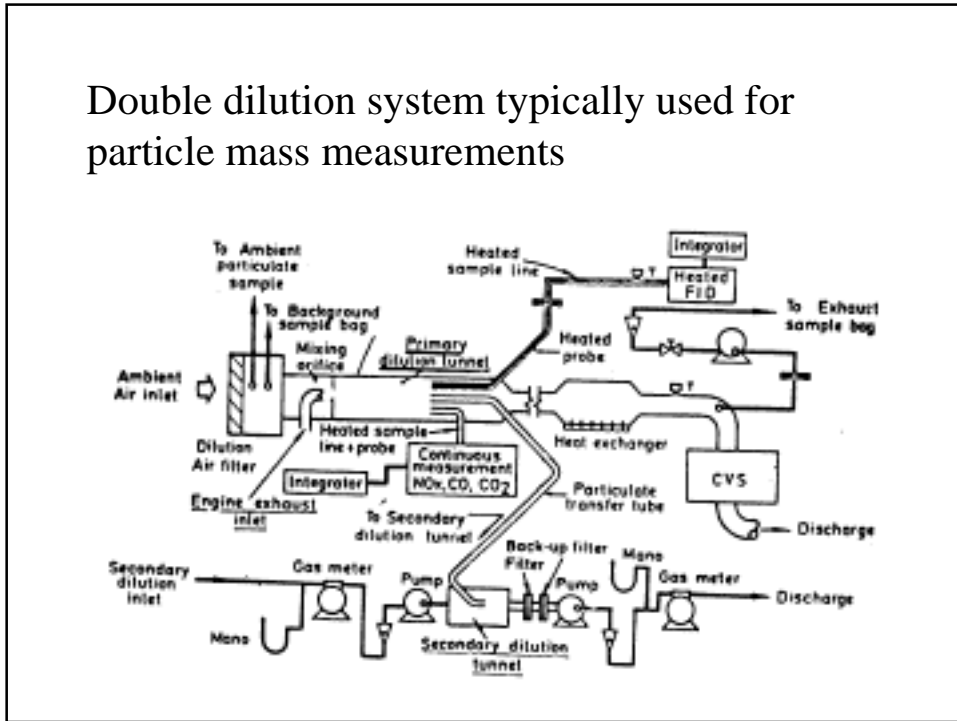 Double dilution system typically used for
particle mass measurements
To Ambient
particulate
sample
To Background
sample bag
Mixing
orifice
Primary
dilution tunnel
Heated
sample line
T
Integrator
Heated
FID
To Exhaust
sample bag
Heated
probe
Ambient
Air inlet
T
Dilution
Air filter
Heated sample
line+probe
Heat exchanger
Continuous
measurement
NOx, CO, CO2
Integrator
CVS
Engine exhaust
inlet
Particulate
transfer tube
To Secondary
dilution tunnel
Discharge
Back-up filter
Filter
Mano
Secondary
dilution
inlet
Gas meter
Pump
Pump
Gas meter
Discharge
Mano
Secondary dilution
tunnel